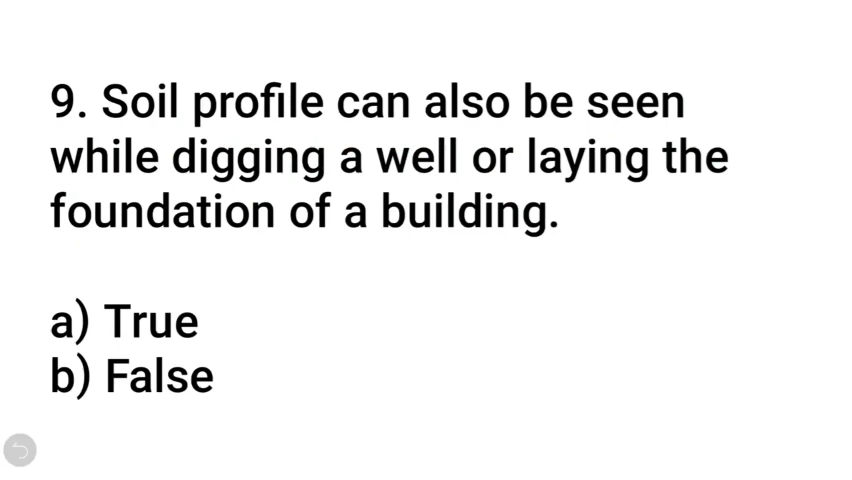 9. Soil profile can also be seen
while digging a well or laying the
foundation of a building.
a) True
b) False